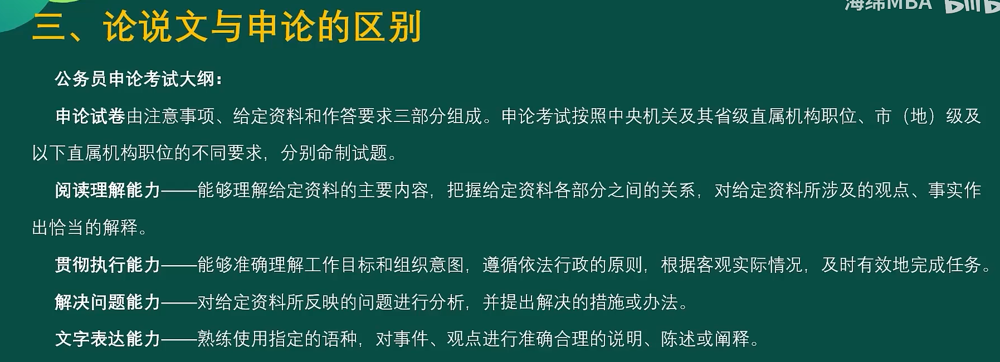 海绵MBA bilib
三、论说文与申论的区别
公务员申论考试大纲：
申论试卷由注意事项、给定资料和作答要求三部分组成。申论考试按照中央机关及其省级直属机构职位、市（地）级及
以下直属机构职位的不同要求，分别命制试题。
阅读理解能力——能够理解给定资料的主要内容，把握给定资料各部分之间的关系，对给定资料所涉及的观点、事实作
出恰当的解释。
贯彻执行能力——能够准确理解工作目标和组织意图，遵循依法行政的原则，根据客观实际情况，及时有效地完成任务。
解决问题能力——对给定资料所反映的问题进行分析，并提出解决的措施或办法。
文字表达能力——熟练使用指定的语种，对事件、观点进行准确合理的说明、陈述或阐释。